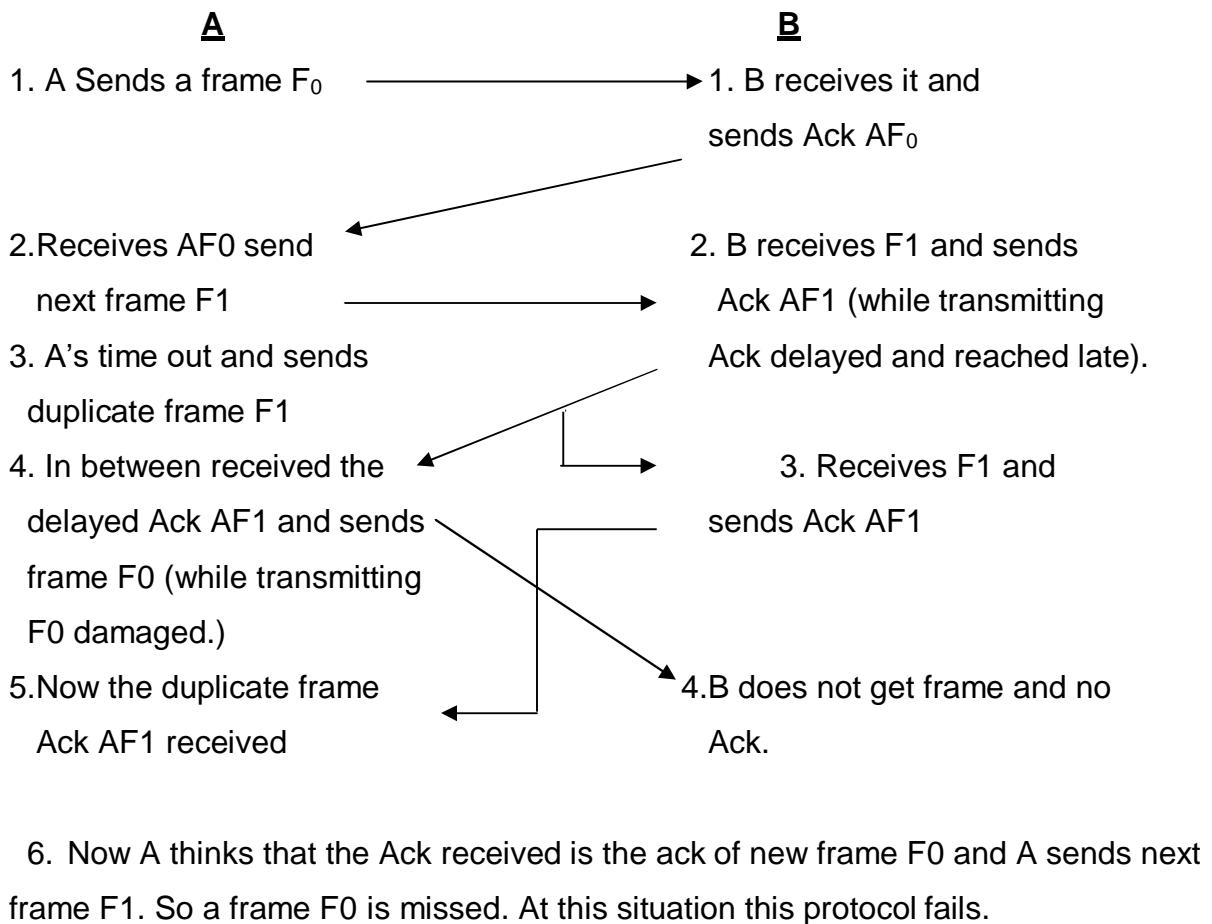 A B
1. A Sends a frame F₀ 1. B receives it and
sends Ack AF₀
2.Receives AF0 send 2. B receives F1 and sends
next frame F1 Ack AF1 (while transmitting
3. A’s time out and sends Ack delayed and reached late).
duplicate frame F1
4. In between received the 3. Receives F1 and
delayed Ack AF1 and sends sends Ack AF1
frame F0 (while transmitting
F0 damaged.)
5.Now the duplicate frame 4.B does not get frame and no
Ack AF1 received Ack.
6. Now A thinks that the Ack received is the ack of new frame F0 and A sends next
frame F1. So a frame F0 is missed. At this situation this protocol fails.